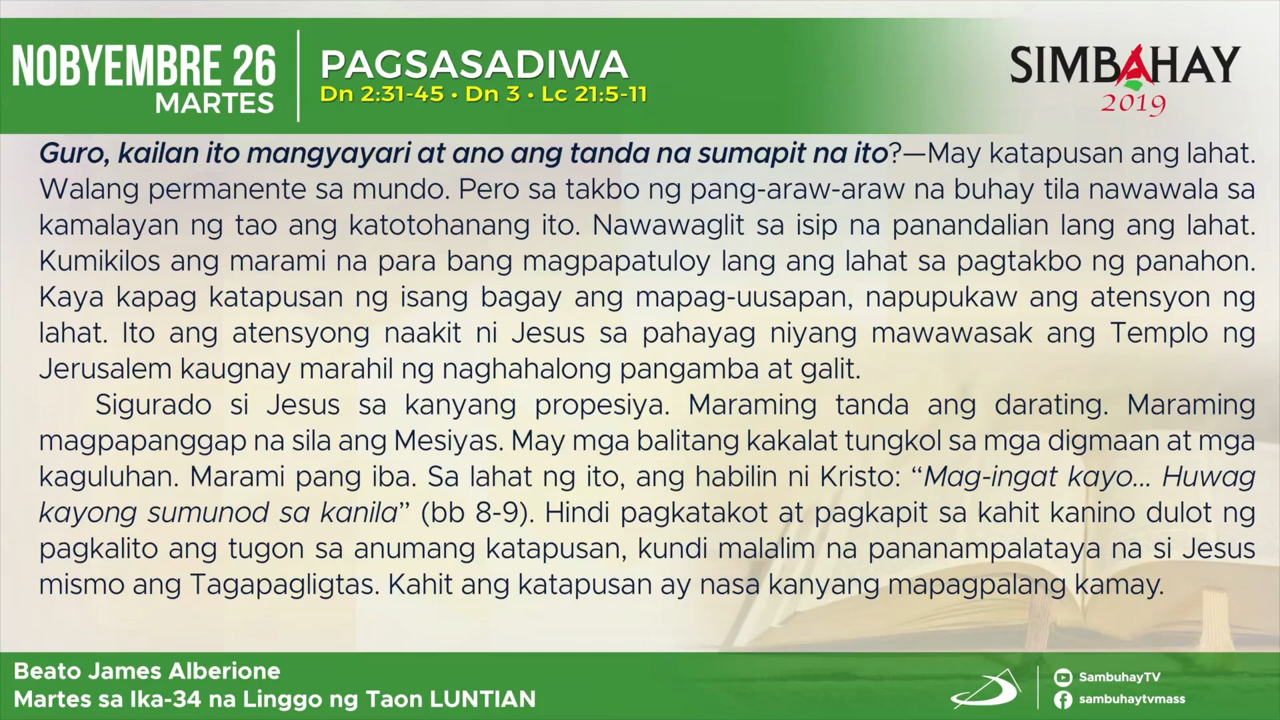 NOBYEMBRE 26
MARTES
PAGSASADIWA
Dn 2:31-45 • Dn 3 • Lc 21:5-11
SIMBAHAY
2019
Guro, kailan ito mangyayari at ano ang tanda na sumapit na ito?—May katapusan ang lahat.
Walang permanente sa mundo. Pero sa takbo ng pang-araw-araw na buhay tila nawawala sa
kamalayan ng tao ang katotohanang ito. Nawawaglit sa isip na panandalian lang ang lahat.
Kumikilos ang marami na para bang magpapatuloy lang ang lahat sa pagtakbo ng panahon.
Kaya kapag katapusan ng isang bagay ang mapag-uusapan, napupukaw ang atensyon ng
lahat. Ito ang atensyong naakit ni Jesus sa pahayag niyang mawawasak ang Templo ng
Jerusalem kaugnay marahil ng naghahalong pangamba at galit.
Sigurado si Jesus sa kanyang propesiya. Maraming tanda ang darating. Maraming
magpapanggap na sila ang Mesiyas. May mga balitang kakalat tungkol sa mga digmaan at mga
kaguluhan. Marami pang iba. Sa lahat ng ito, ang habilin ni Kristo: “Mag-ingat kayo... Huwag
kayong sumunod sa kanila” (bb 8-9). Hindi pagkatakot at pagkapit sa kahit kanino dulot ng
pagkalito ang tugon sa anumang katapusan, kundi malalim na pananampalataya na si Jesus
mismo ang Tagapagligtas. Kahit ang katapusan ay nasa kanyang mapagpalang kamay.
Beato James Alberione
Martes sa Ika-34 na Linggo ng Taon LUNTIAN
SambuhayTV
sambuhaytvmass